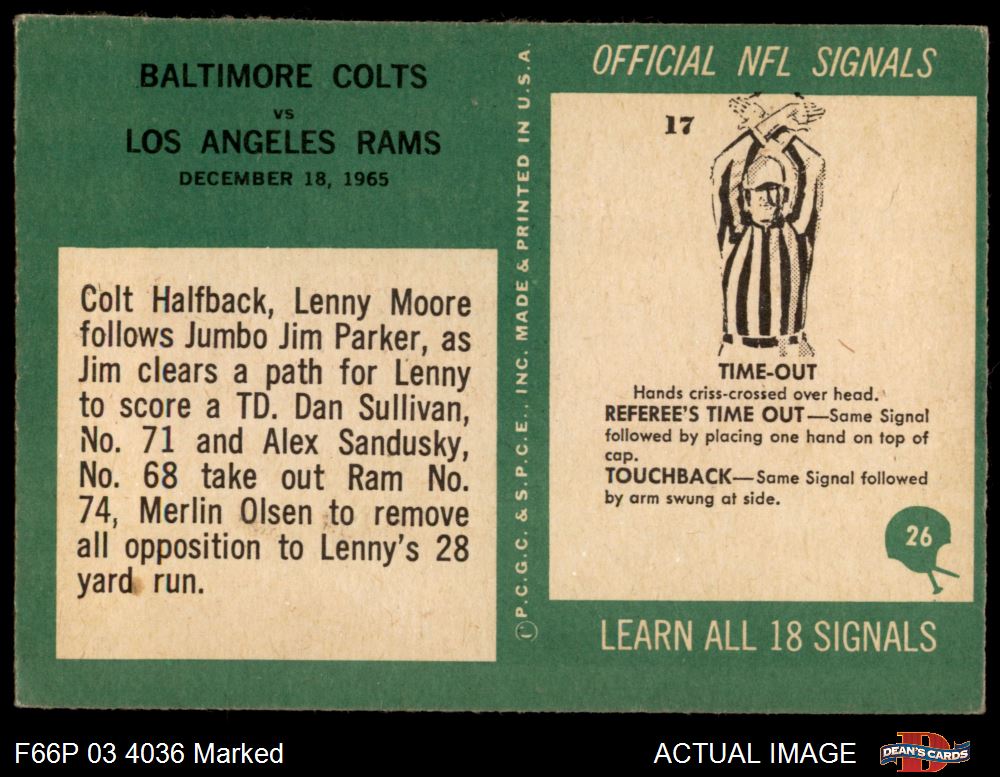 BALTIMORE COLTS
VS
LOS ANGELES RAMS
DECEMBER 18, 1965
Colt Halfback, Lenny Moore
follows Jumbo Jim Parker, as
Jim clears a path for Lenny
to score a TD. Dan Sullivan,
No. 71 and Alex Sandusky,
No. 68 take out Ram No.
74, Merlin Olsen to remove
all opposition to Lenny's 28
yard run.
© P.C.G.C. & S.P.C.E., INC. MADE & PRINTED IN U.S.A.
OFFICIAL NFL SIGNALS
17
TIME-OUT
Hands criss-crossed over head.
REFEREE'S TIME OUT—Same Signal
followed by placing one hand on top of
cap.
TOUCHBACK—Same Signal followed
by arm swung at side.
26
LEARN ALL 18 SIGNALS
F66P 03 4036 Marked
ACTUAL IMAGE
DEAN'S CARDS